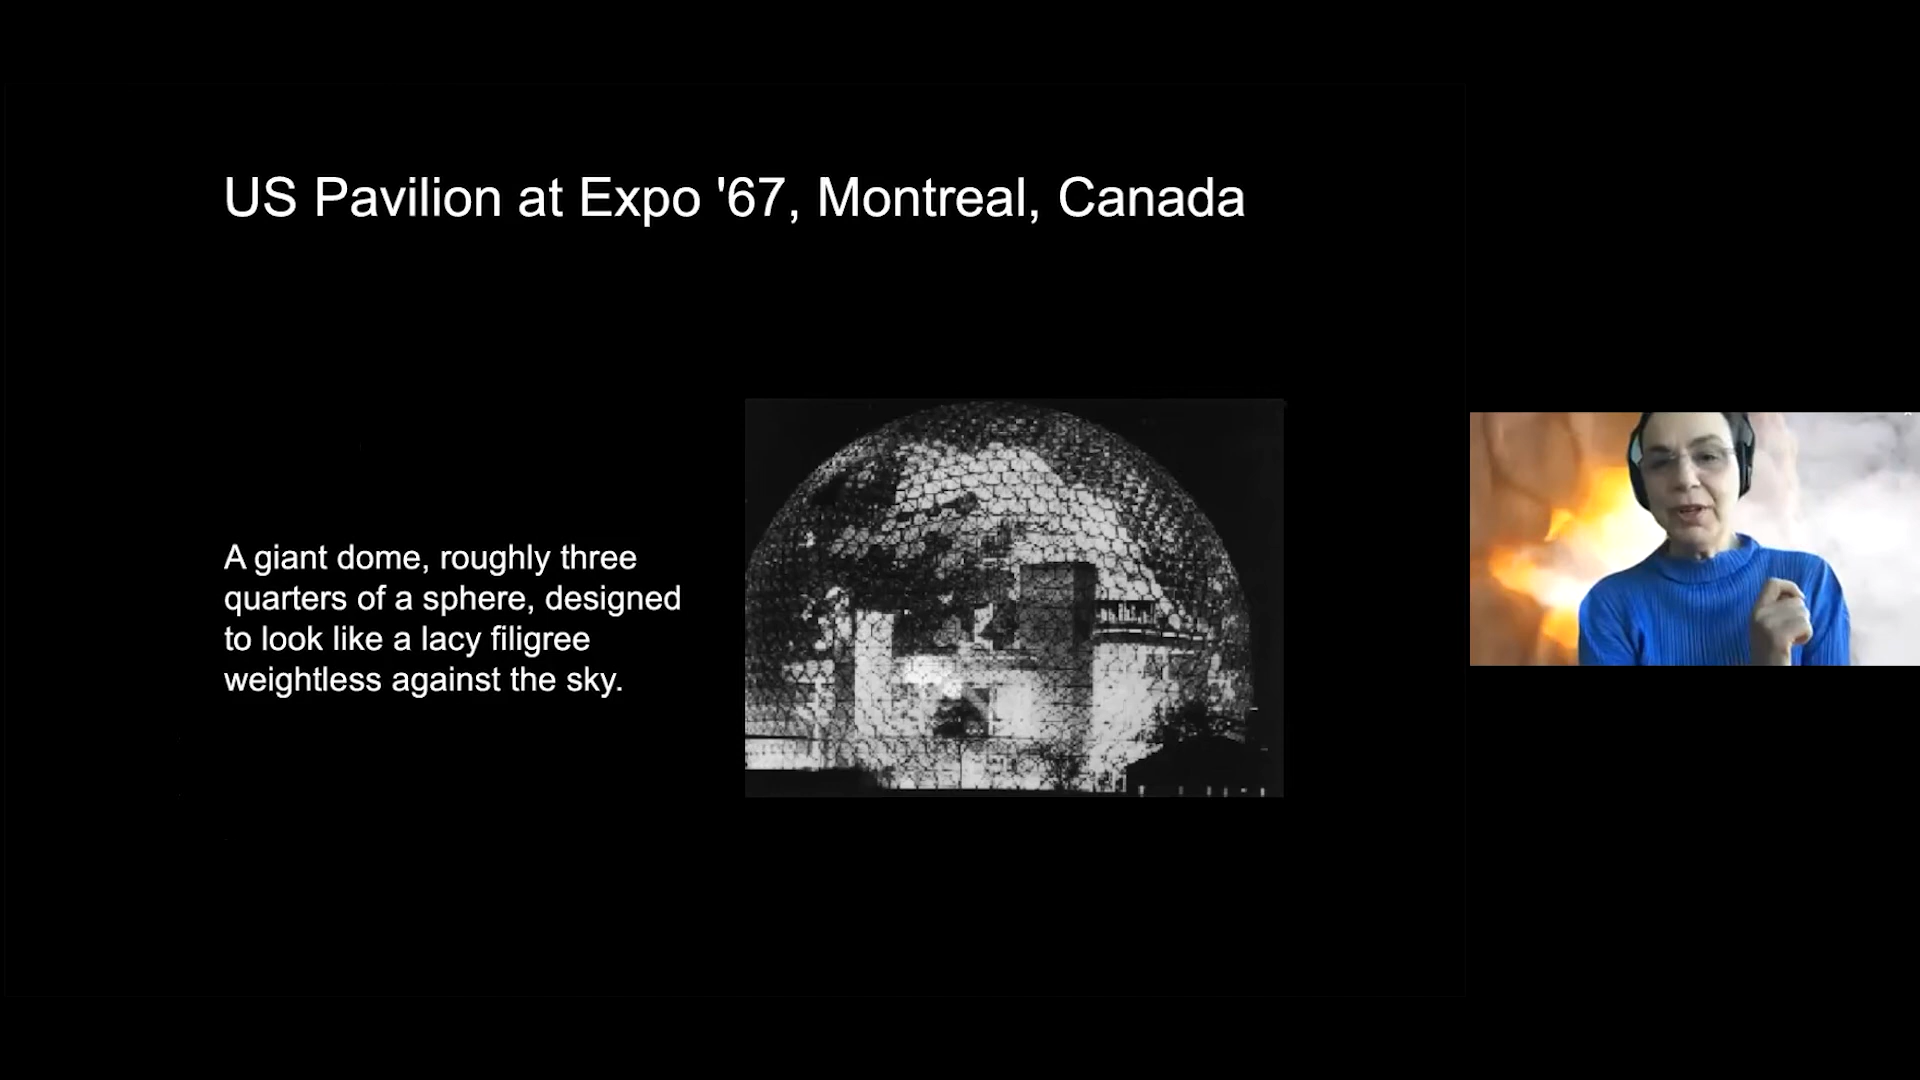 US Pavilion at Expo '67, Montreal, Canada
A giant dome, roughly three
quarters of a sphere, designed
to look like a lacy filigree
weightless against the sky.